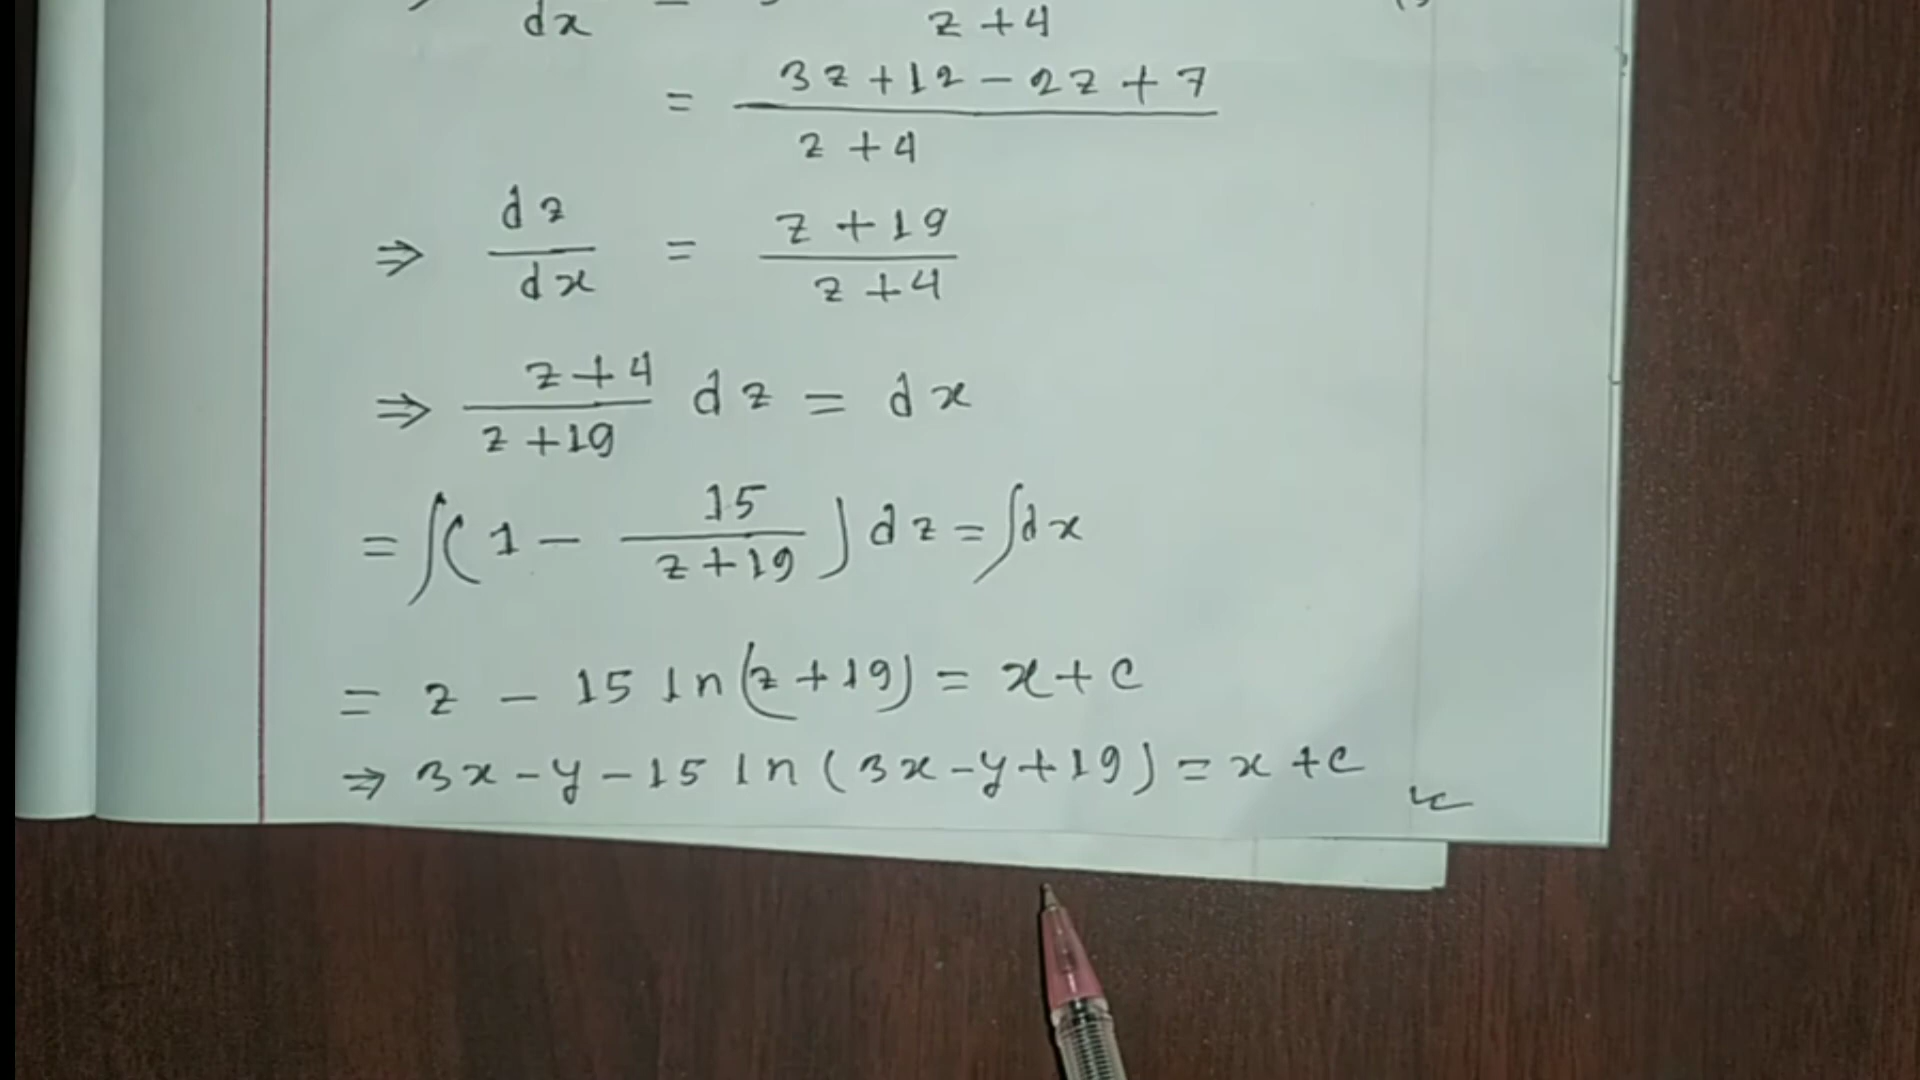 dx = z + 4
= (3z + 12 - 2z + 7) / (z + 4)
⇒ dz/dx = (z + 19) / (z + 4)
⇒ (z + 4) / (z + 19) dz = dx
= ∫(1 - 15 / (z + 19)) dz = ∫dx
= z - 15 ln(z + 19) = x + c
⇒ 3x - y - 15 ln(3x - y + 19) = x + c